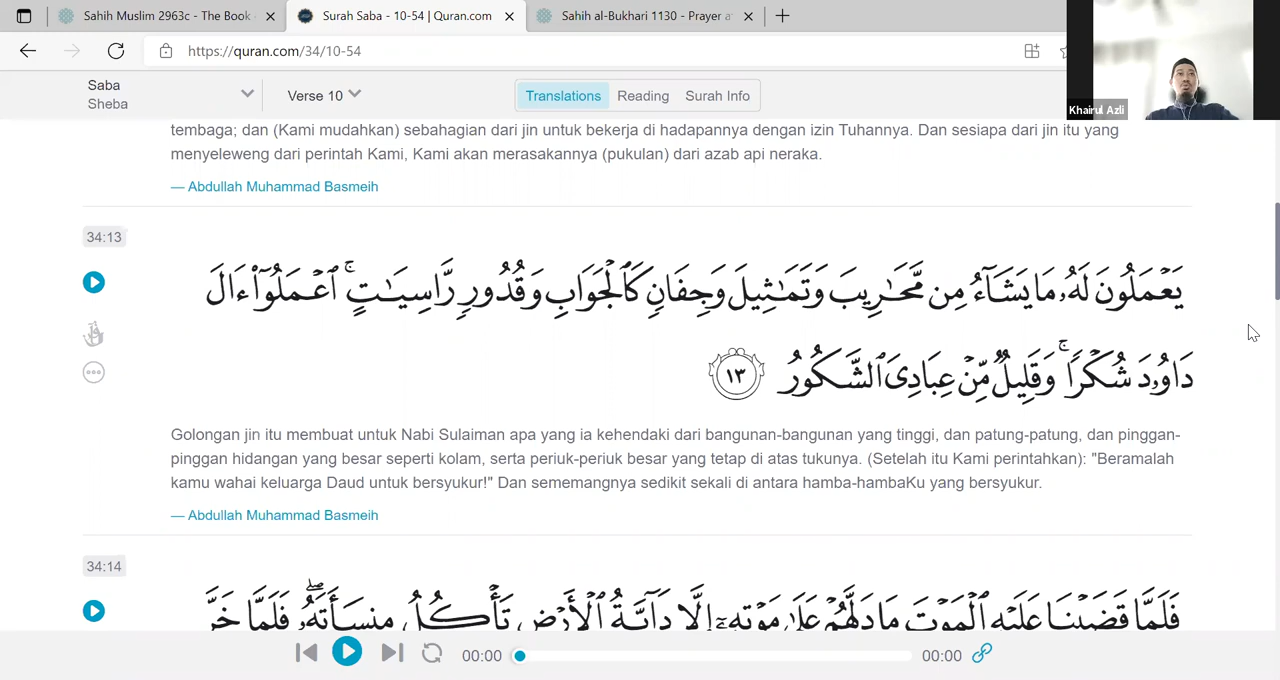 Sahih Muslim 2963c - The Book
Surah Saba - 10-54 | Quran.com
Sahih al-Bukhari 1130 - Prayer a
https://quran.com/34/10-54
Khairul Azli
Saba
Sheba
Verse 10
Translations
Reading
Surah Info
tembaga; dan (Kami mudahkan) sebahagian dari jin untuk bekerja di hadapannya dengan izin Tuhannya. Dan sesiapa dari jin itu yang
menyeleweng dari perintah Kami, Kami akan merasakannya (pukulan) dari azab api neraka.
— Abdullah Muhammad Basmeih
34:13
يَعْمَلُونَ لَهُۥ مَا يَشَآءُ مِن مَّحَـٰرِيبَ وَتَمَـٰثِيلَ وَجِفَانٍ كَٱلْجَوَابِ وَقُدُورٍ رَّاسِيَـٰتٍ ۚ ٱعْمَلُوٓا۟ ءَالَ
دَاوُۥدَ شُكْرًا ۚ وَقَلِيلٌ مِّنْ عِبَادِىَ ٱلشَّكُورُ ١٣
Golongan jin itu membuat untuk Nabi Sulaiman apa yang ia kehendaki dari bangunan-bangunan yang tinggi, dan patung-patung, dan pinggan-
pinggan hidangan yang besar seperti kolam, serta periuk-periuk besar yang tetap di atas tukunya. (Setelah itu Kami perintahkan): "Beramalah
kamu wahai keluarga Daud untuk bersyukur!" Dan sememangnya sedikit sekali di antara hamba-hambaKu yang bersyukur.
— Abdullah Muhammad Basmeih
34:14
فَلَمَّا قَضَيْنَا عَلَيْهِ ٱلْمَوْتَ مَا دَلَّهُمْ عَلَىٰ مَوْتِهِۦٓ إِلَّا دَآبَّةُ ٱلْأَرْضِ تَأْكُلُ مِنسَأَتَهُۥ ۖ فَلَمَّا خَرَّ
00:00
00:00